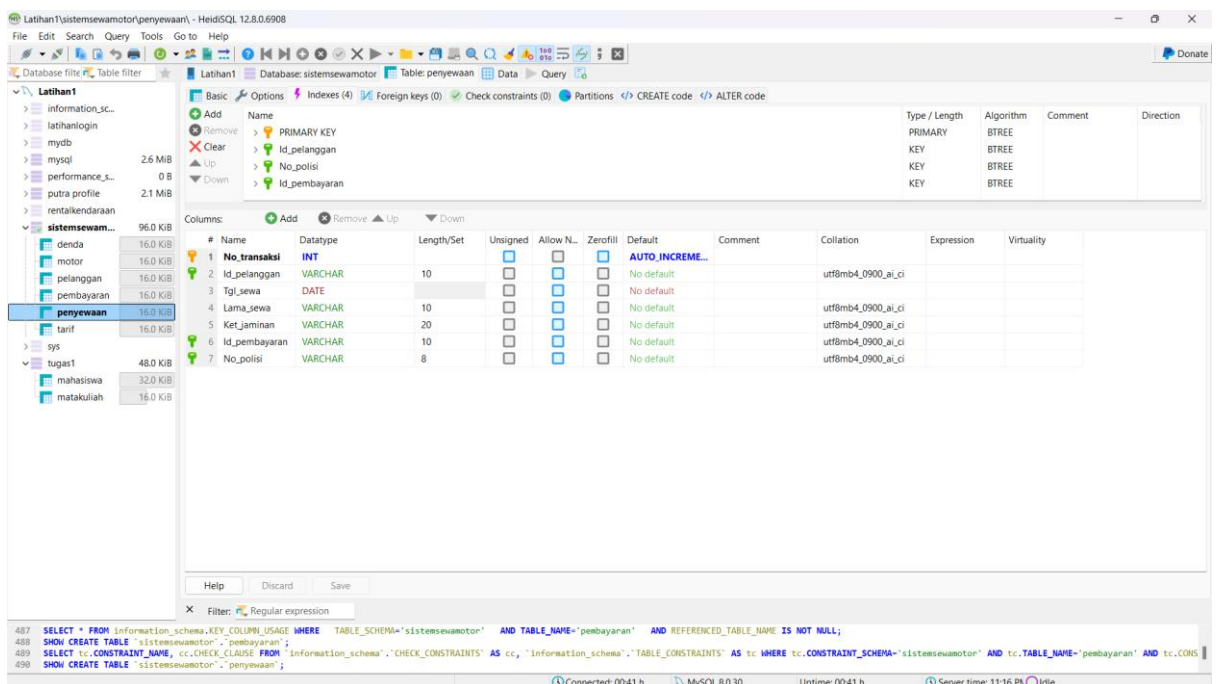 Latihan1\sistemsewamotor\penyewaan\ - HeidiSQL 12.8.0.6908
File Edit Search Query Tools Go to Help
Donate
Database filte Table filter
Latihan1 Database: sistemsewamotor Table: penyewaan Data Query
Latihan1
information_sc...
latihanlogin
mydb
mysql 2.6 MiB
performance_s... 0 B
putra profile 2.1 MiB
rentalkendaraan
sistemsewam... 96.0 KiB
denda 16.0 KiB
motor 16.0 KiB
pelanggan 16.0 KiB
pembayaran 16.0 KiB
penyewaan 16.0 KiB
tarif 16.0 KiB
sys
tugas1 48.0 KiB
mahasiswa 32.0 KiB
matakuliah 16.0 KiB
Basic Options Indexes (4) Foreign keys (0) Check constraints (0) Partitions </> CREATE code </> ALTER code
Add Remove Clear Up Down
Name Type / Length Algorithm Comment Direction
PRIMARY KEY PRIMARY BTREE
Id_pelanggan KEY BTREE
No_polisi KEY BTREE
Id_pembayaran KEY BTREE
Columns: Add Remove Up Down
# Name Datatype Length/Set Unsigned Allow N... Zerofill Default Comment Collation Expression Virtuality
1 No_transaksi INT AUTO_INCREME...
2 Id_pelanggan VARCHAR 10 No default utf8mb4_0900_ai_ci
3 Tgl_sewa DATE No default
4 Lama_sewa VARCHAR 10 No default utf8mb4_0900_ai_ci
5 Ket_jaminan VARCHAR 20 No default utf8mb4_0900_ai_ci
6 Id_pembayaran VARCHAR 10 No default utf8mb4_0900_ai_ci
7 No_polisi VARCHAR 8 No default utf8mb4_0900_ai_ci
Help Discard Save
Filter: Regular expression
487 SELECT * FROM information_schema.KEY_COLUMN_USAGE WHERE TABLE_SCHEMA='sistemsewamotor' AND TABLE_NAME='pembayaran' AND REFERENCED_TABLE_NAME IS NOT NULL;
488 SHOW CREATE TABLE `sistemsewamotor`.`pembayaran`;
489 SELECT tc.CONSTRAINT_NAME, cc.CHECK_CLAUSE FROM `information_schema`.`CHECK_CONSTRAINTS` AS cc, `information_schema`.`TABLE_CONSTRAINTS` AS tc WHERE tc.CONSTRAINT_SCHEMA='sistemsewamotor' AND tc.TABLE_NAME='pembayaran' AND tc.CONS
490 SHOW CREATE TABLE `sistemsewamotor`.`penyewaan`;
Connected: 00:41 h MySQL 8.0.30 Uptime: 00:41 h Server time: 11:16 PM Idle